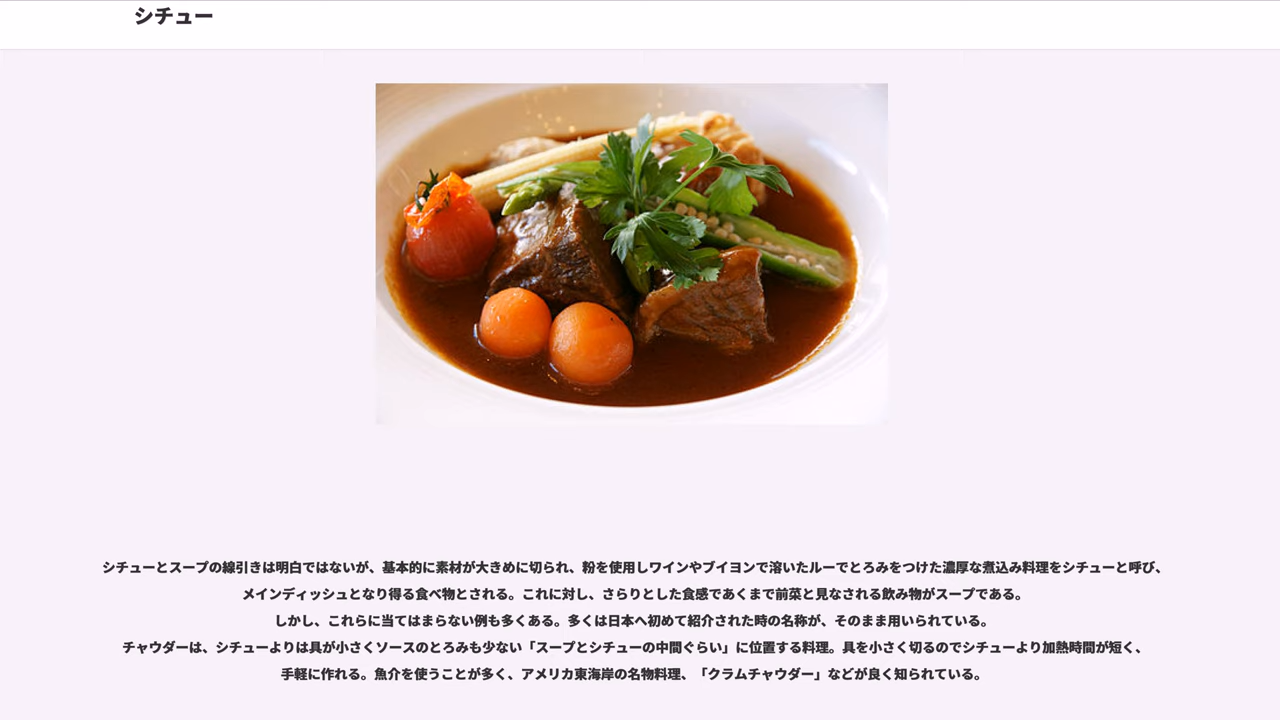 シチュー
シチューとスープの線引きは明白ではないが、基本的に素材が大きめに切られ、粉を使用しワインやブイヨンで溶いたルーでとろみをつけた濃厚な煮込み料理をシチューと呼び、
メインディッシュとなり得る食べ物とされる。これに対し、さらりとした食感であくまで前菜と見なされる飲み物がスープである。
しかし、これらに当てはまらない例も多くある。多くは日本へ初めて紹介された時の名称が、そのまま用いられている。
チャウダーは、シチューよりは具が小さくソースのとろみも少ない「スープとシチューの中間ぐらい」に位置する料理。具を小さく切るのでシチューより加熱時間が短く、
手軽に作れる。魚介を使うことが多く、アメリカ東海岸の名物料理、「クラムチャウダー」などが良く知られている。